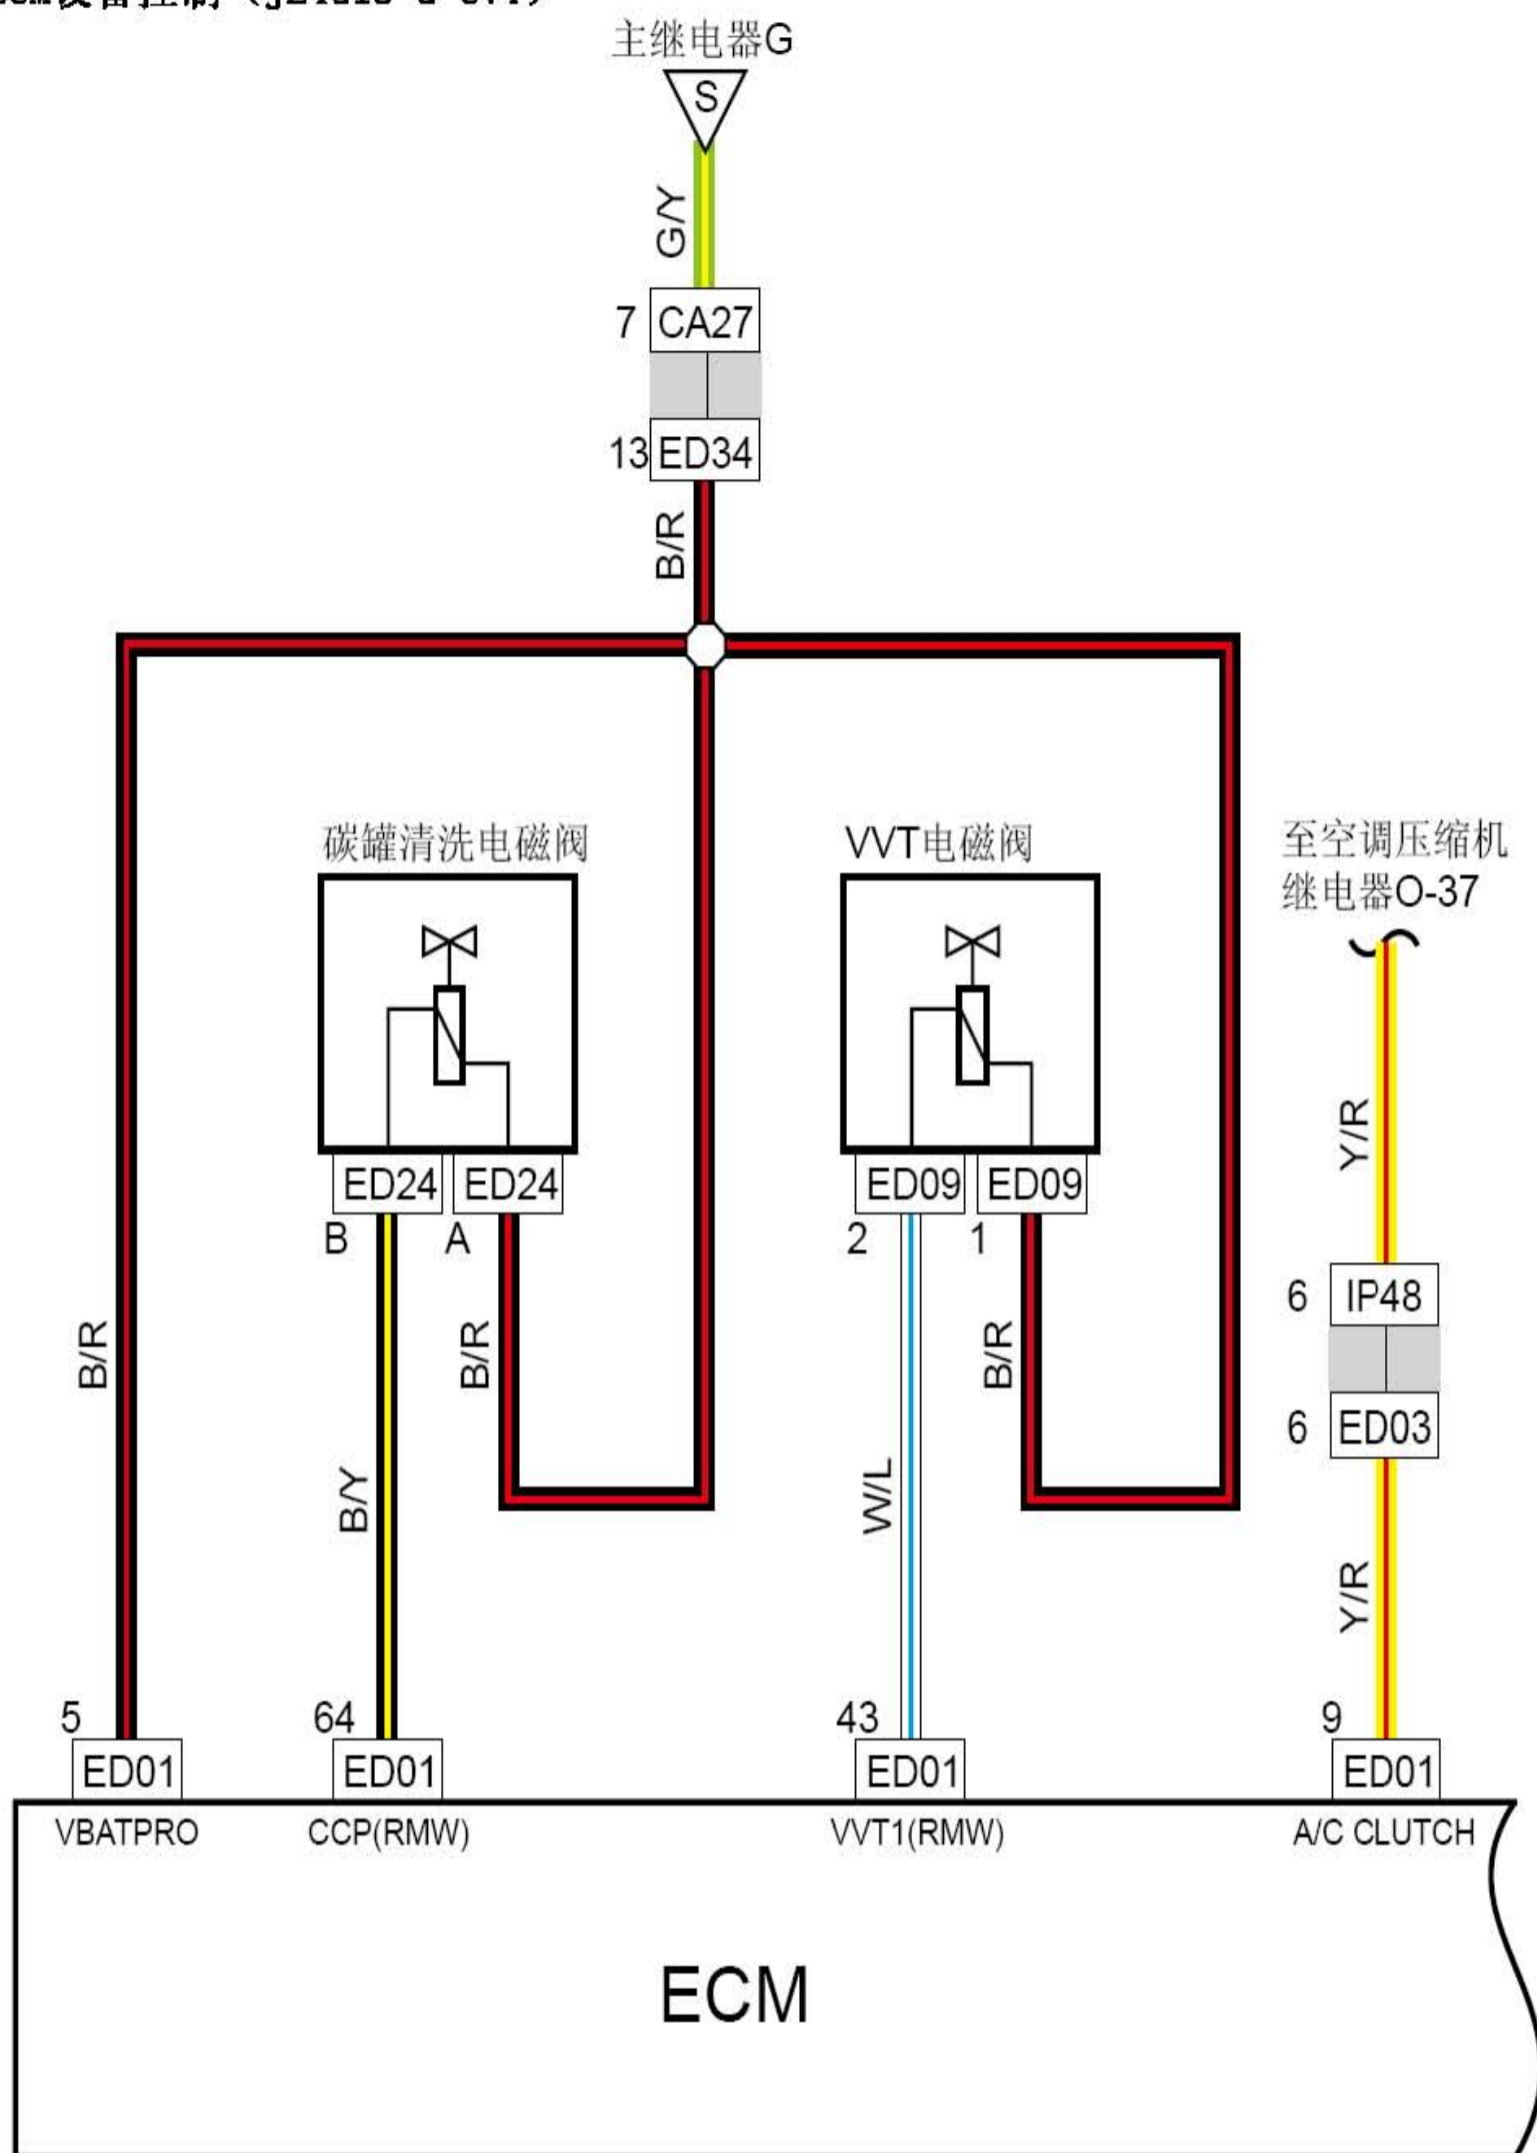 主继电器G
S
G/Y
7 CA27
13 ED34
B/R
碳罐清洗电磁阀
VVT电磁阀
至空调压缩机
继电器O-37
Y/R
ED24 ED24
ED09 ED09
B A
2 1
6 IP48
B/R
B/R
B/R
6 ED03
B/Y
W/L
Y/R
5 64 43 9
ED01 ED01 ED01 ED01
VBATPRO CCP(RMW) VVT1(RMW) A/C CLUTCH
ECM